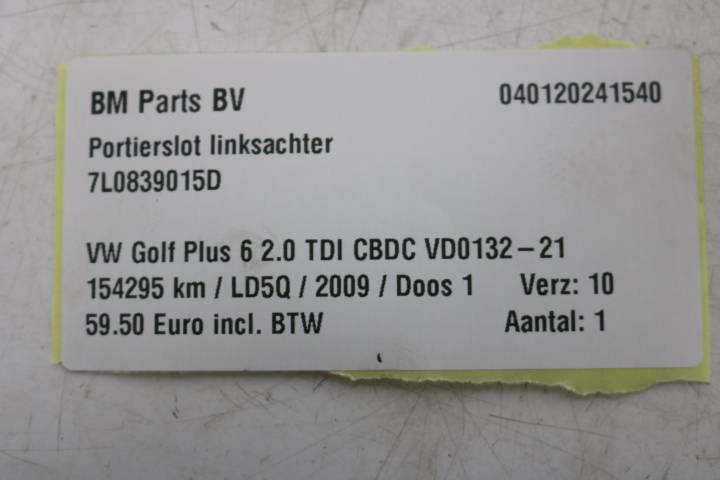 BM Parts BV 040120241540
Portierslot linksachter
7L0839015D
VW Golf Plus 6 2.0 TDI CBDC VD0132-21
154295 km / LD5Q / 2009 / Doos 1 Verz: 10
59.50 Euro incl. BTW Aantal: 1